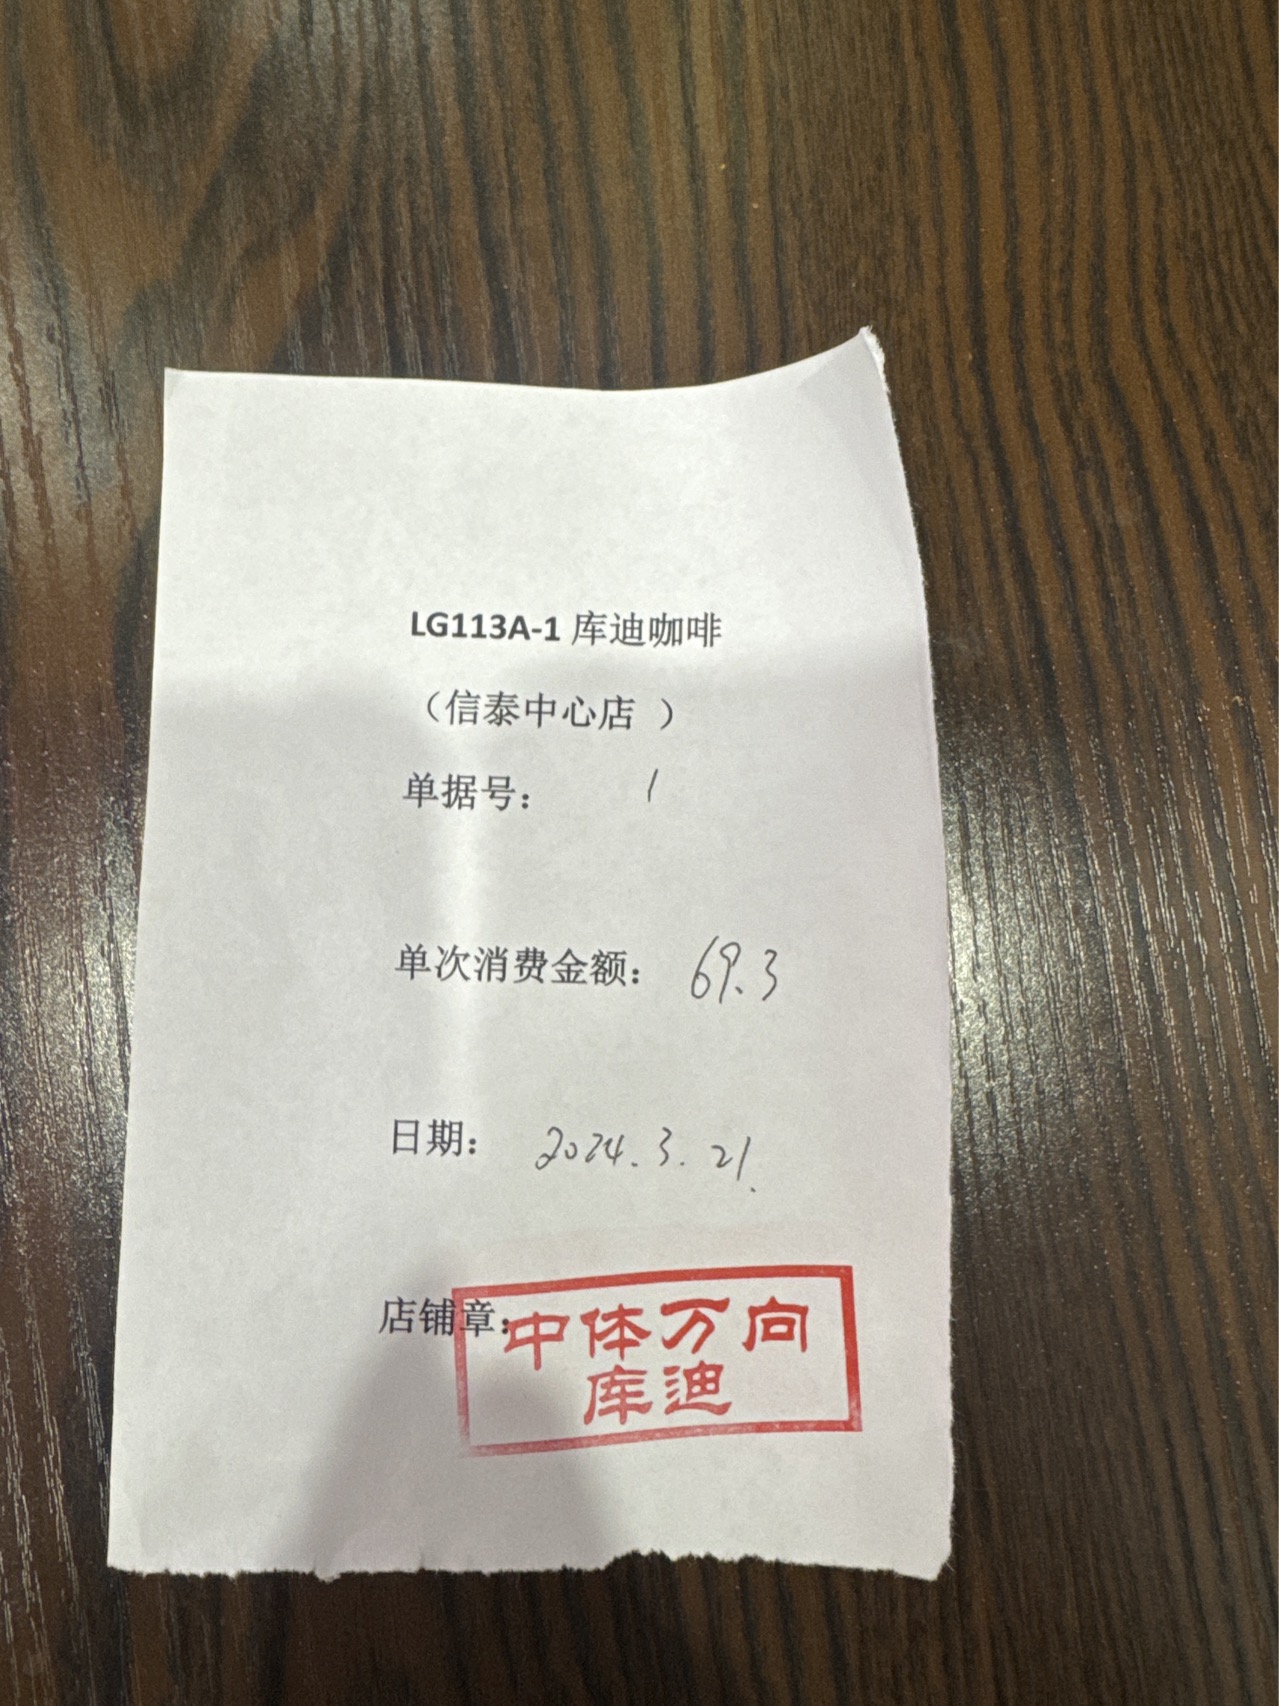 LG113A-1 库迪咖啡
（信泰中心店 ）
单据号： 1
单次消费金额： 69.3
日期： 2024.3.21.
店铺章：
中体万向
库迪